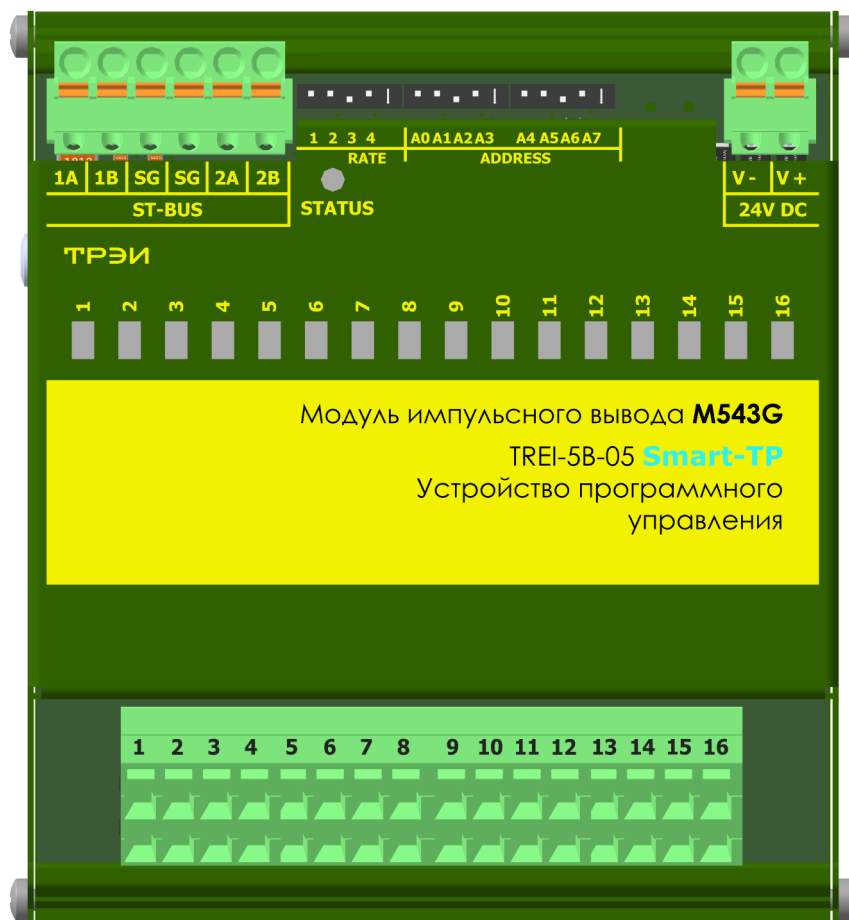 1 2 3 4 A0 A1 A2 A3 A4 A5 A6 A7
RATE ADDRESS
1A 1B SG SG 2A 2B V - V +
ST-BUS STATUS 24V DC
ТРЭИ
1 2 3 4 5 6 7 8 9 10 11 12 13 14 15 16
Модуль импульсного вывода M543G
TREI-5B-05 Smart-TP
Устройство программного
управления
1 2 3 4 5 6 7 8 9 10 11 12 13 14 15 16